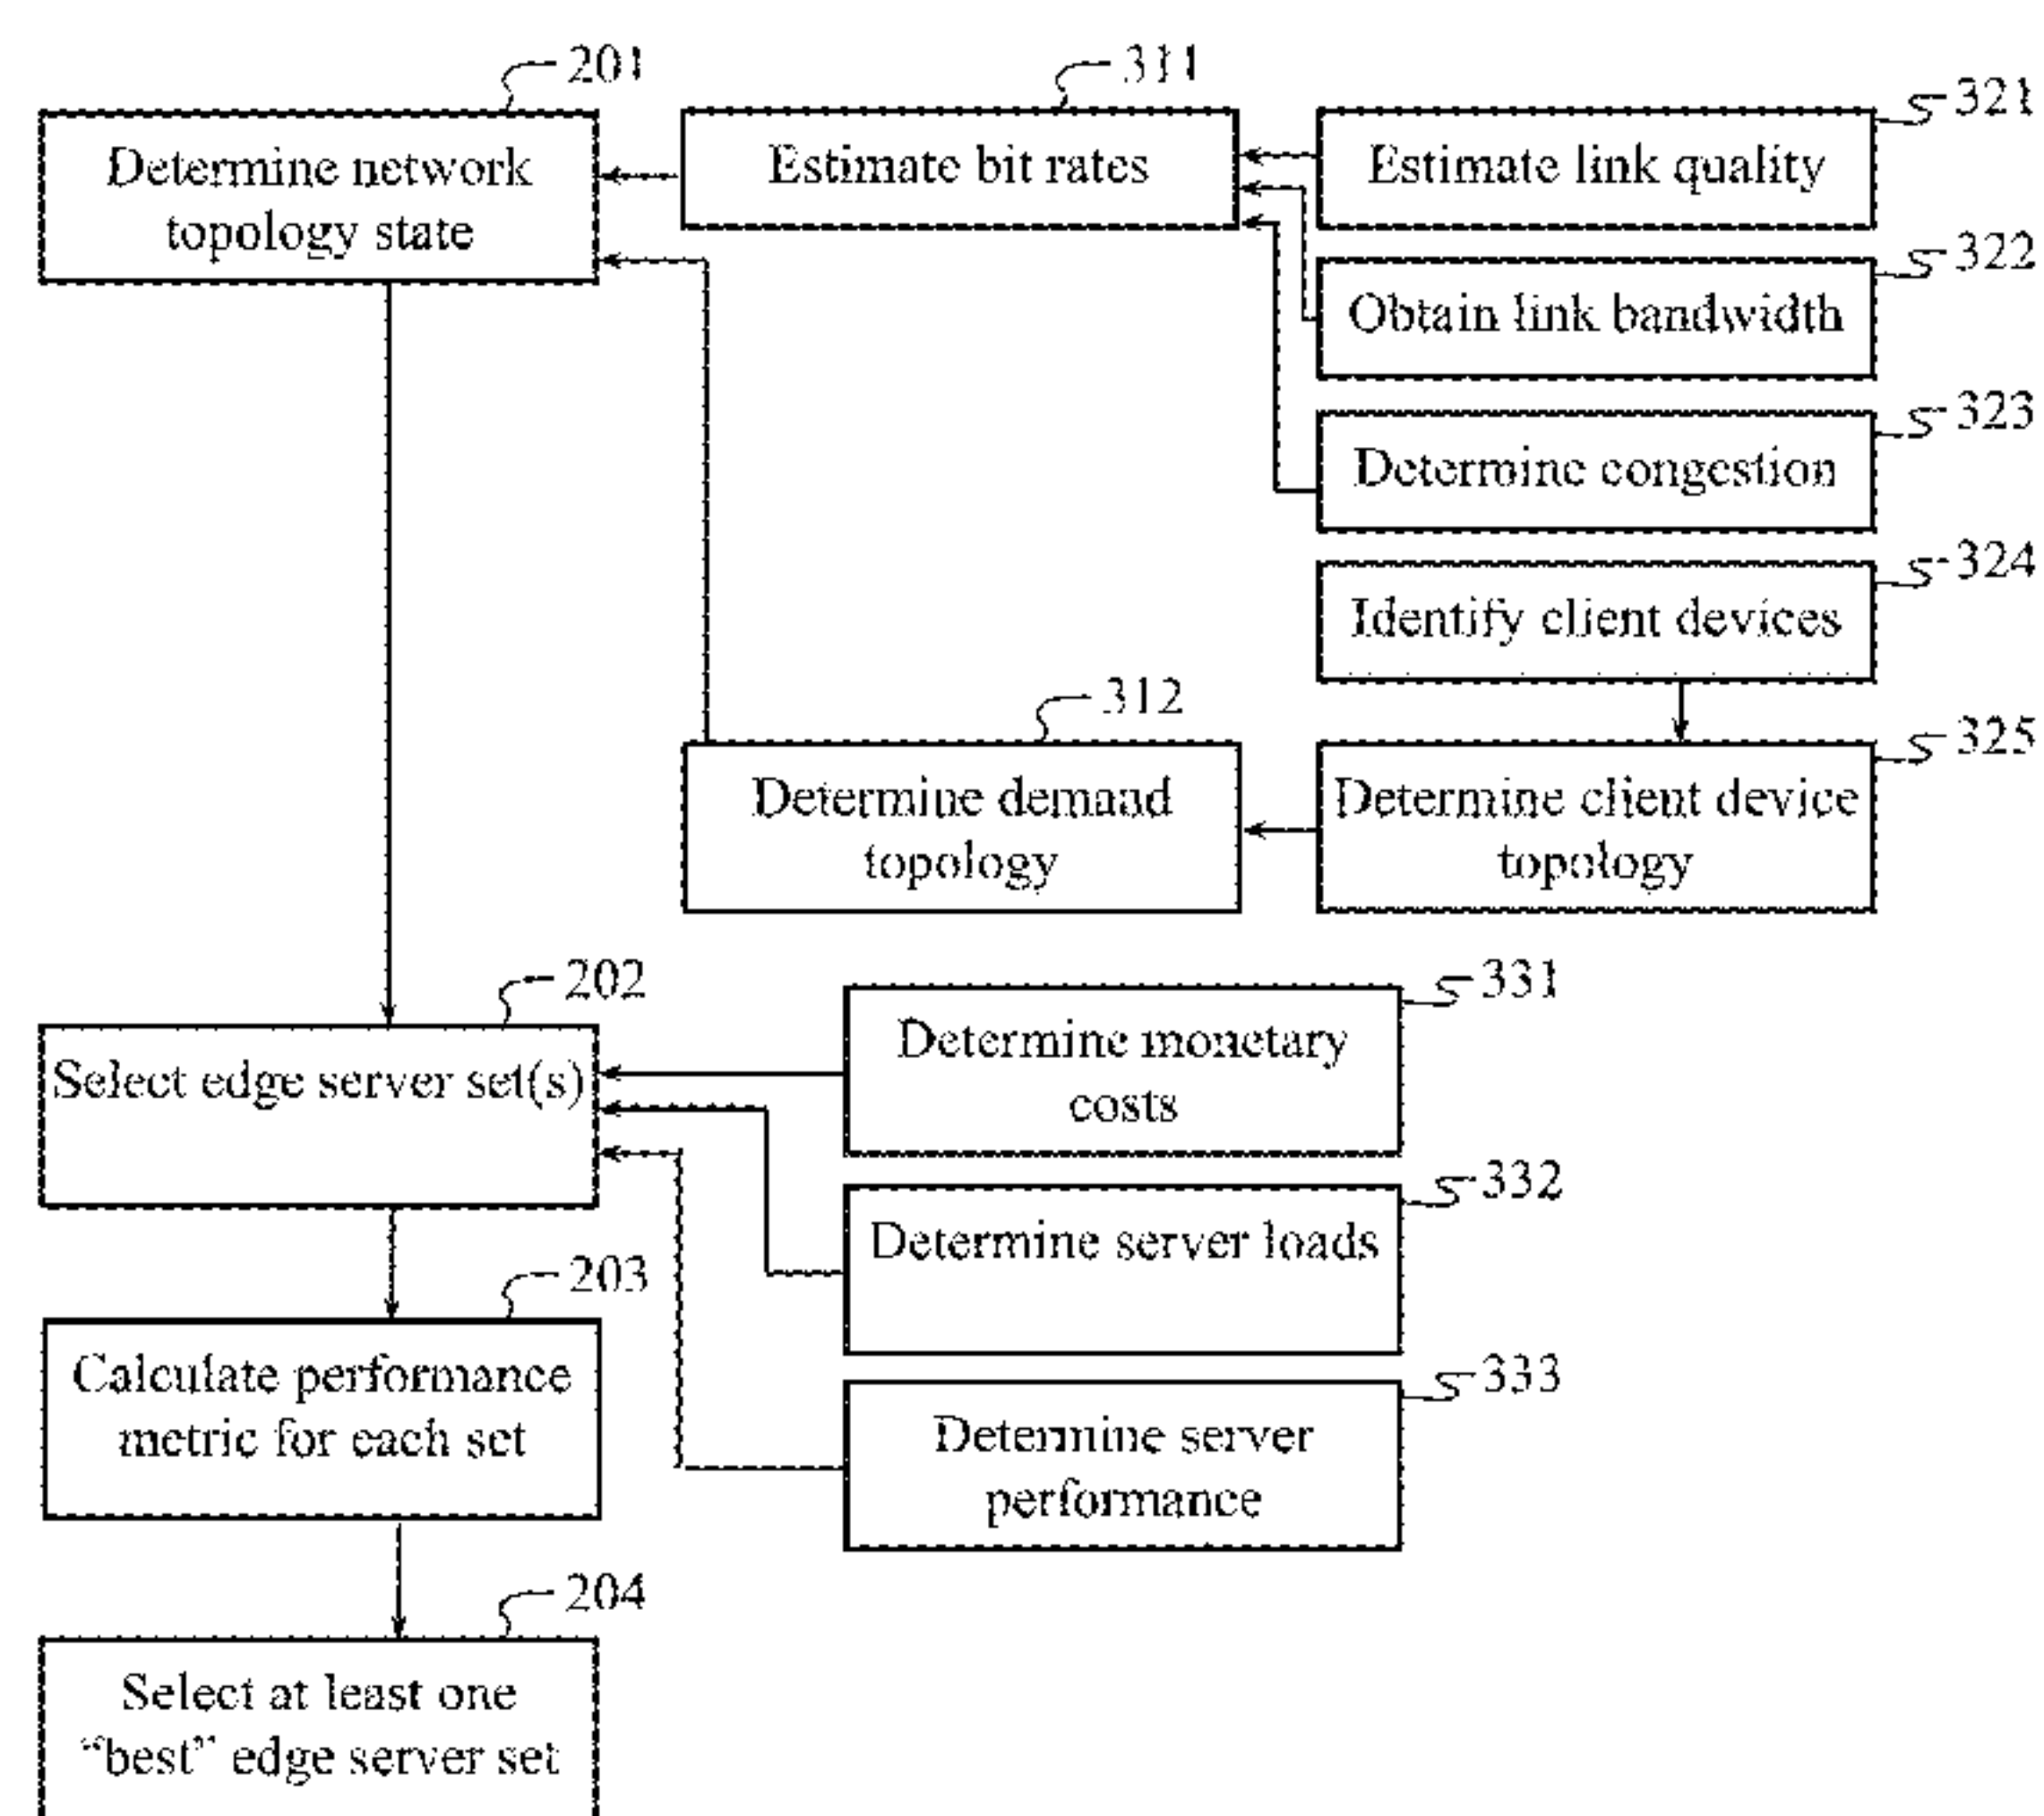 201
Determine network
topology state
311
Estimate bit rates
321
Estimate link quality
322
Obtain link bandwidth
323
Determine congestion
324
Identify client devices
312
Determine demand
topology
325
Determine client device
topology
202
Select edge server set(s)
331
Determine monetary
costs
332
Determine server loads
203
Calculate performance
metric for each set
333
Determine server
performance
204
Select at least one
“best” edge server set